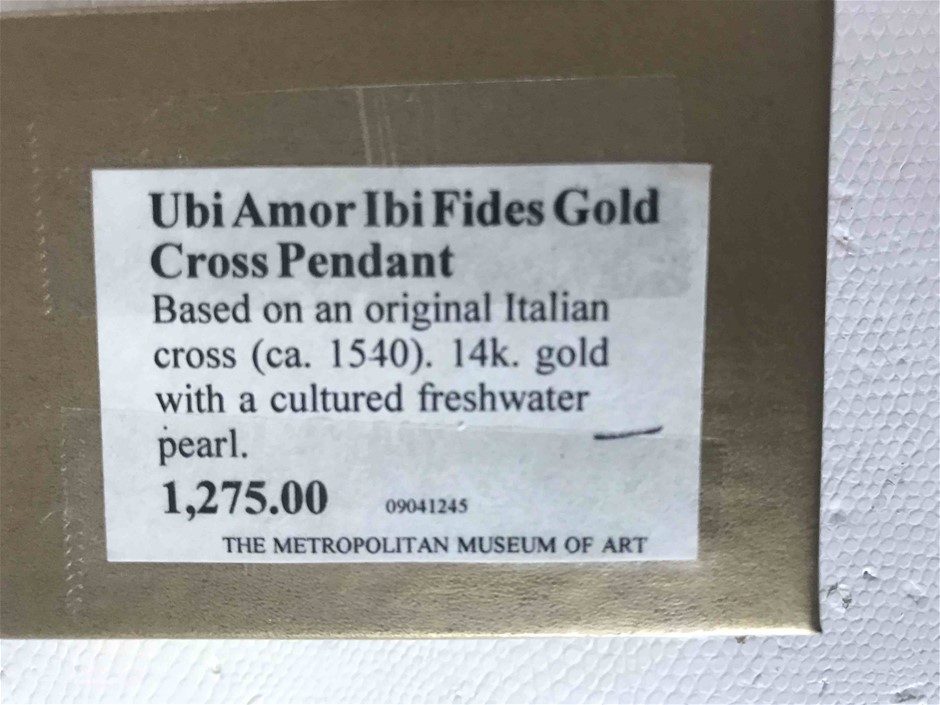 Ubi Amor Ibi Fides Gold
Cross Pendant
Based on an original Italian
cross (ca. 1540). 14k. gold
with a cultured freshwater
pearl.
1,275.00 09041245
THE METROPOLITAN MUSEUM OF ART